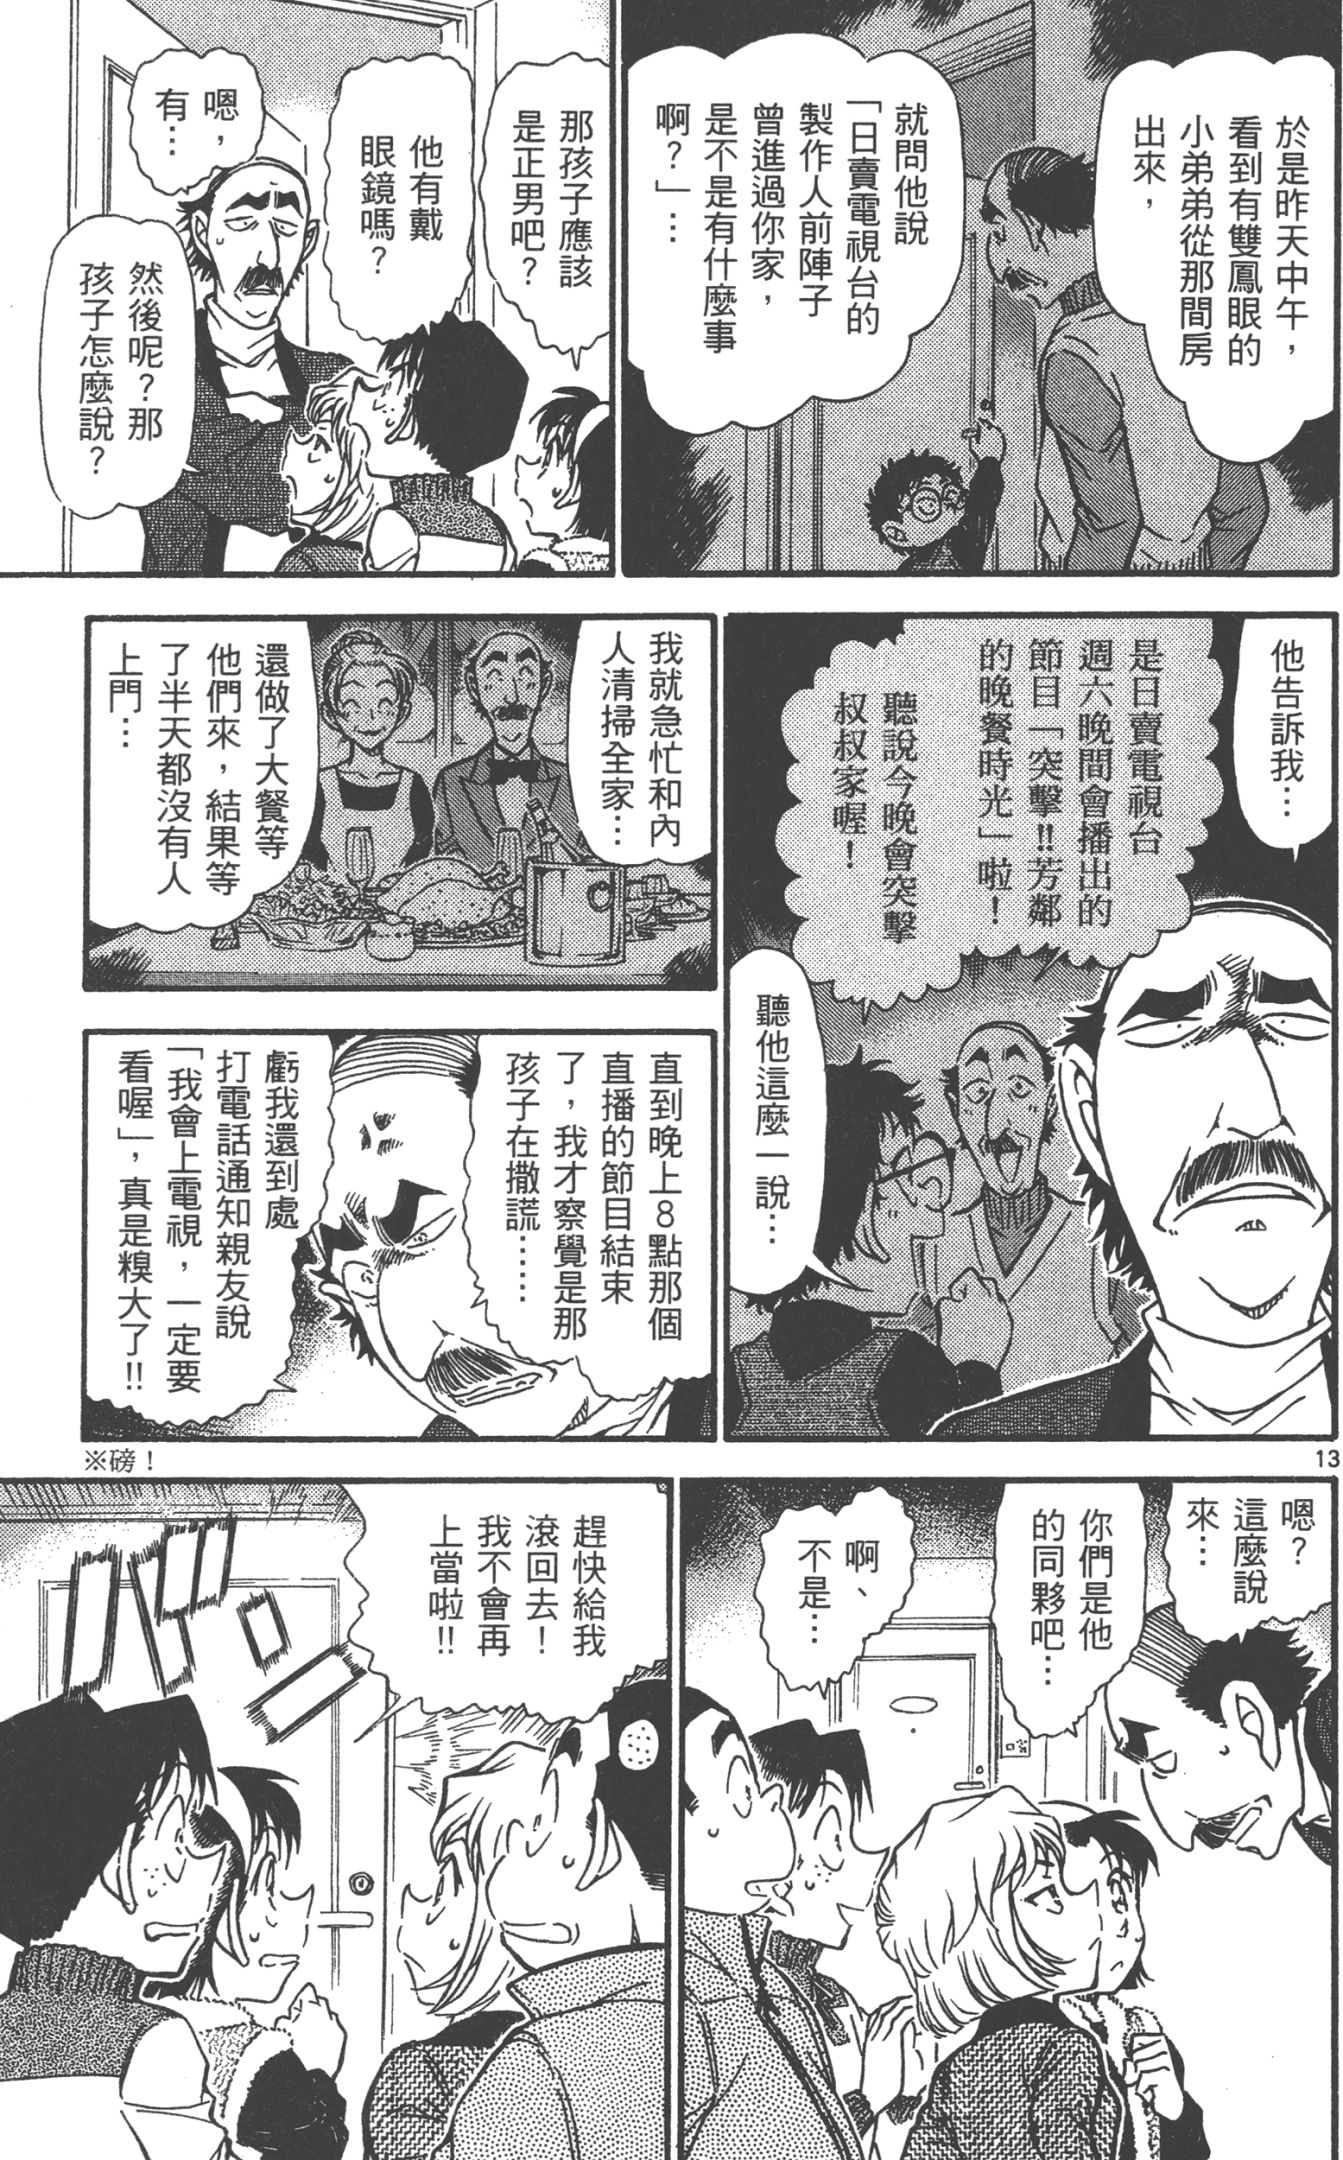 於是昨天中午，
看到有雙鳳眼的
小弟弟從那間房
出來，
就問他說
「日賣電視台的
製作人前陣子
曾進過你家，
是不是有什麼事
啊？」…
那孩子應該
是正男吧？
他有戴
眼鏡嗎？
嗯，
有…
然後呢？那
孩子怎麼說？
他告訴我…
是日賣電視台
週六晚間會播出的
節目「突擊!!芳鄰
的晚餐時光」啦！
聽說今晚會突擊
叔叔家喔！
聽他這麼一說…
我就急忙和內
人清掃全家…
還做了大餐等
他們來，結果等
了半天都沒有人
上門…
直到晚上8點那個
直播的節目結束
了，我才察覺是那
孩子在撒謊……
虧我還到處
打電話通知親友說
「我會上電視，一定要
看喔」，真是糗大了!!
※磅！
13
嗯？
這麼說
來…
你們是他
的同夥吧…
啊、
不是…
趕快給我
滾回去！
我不會再
上當啦!!
バタン